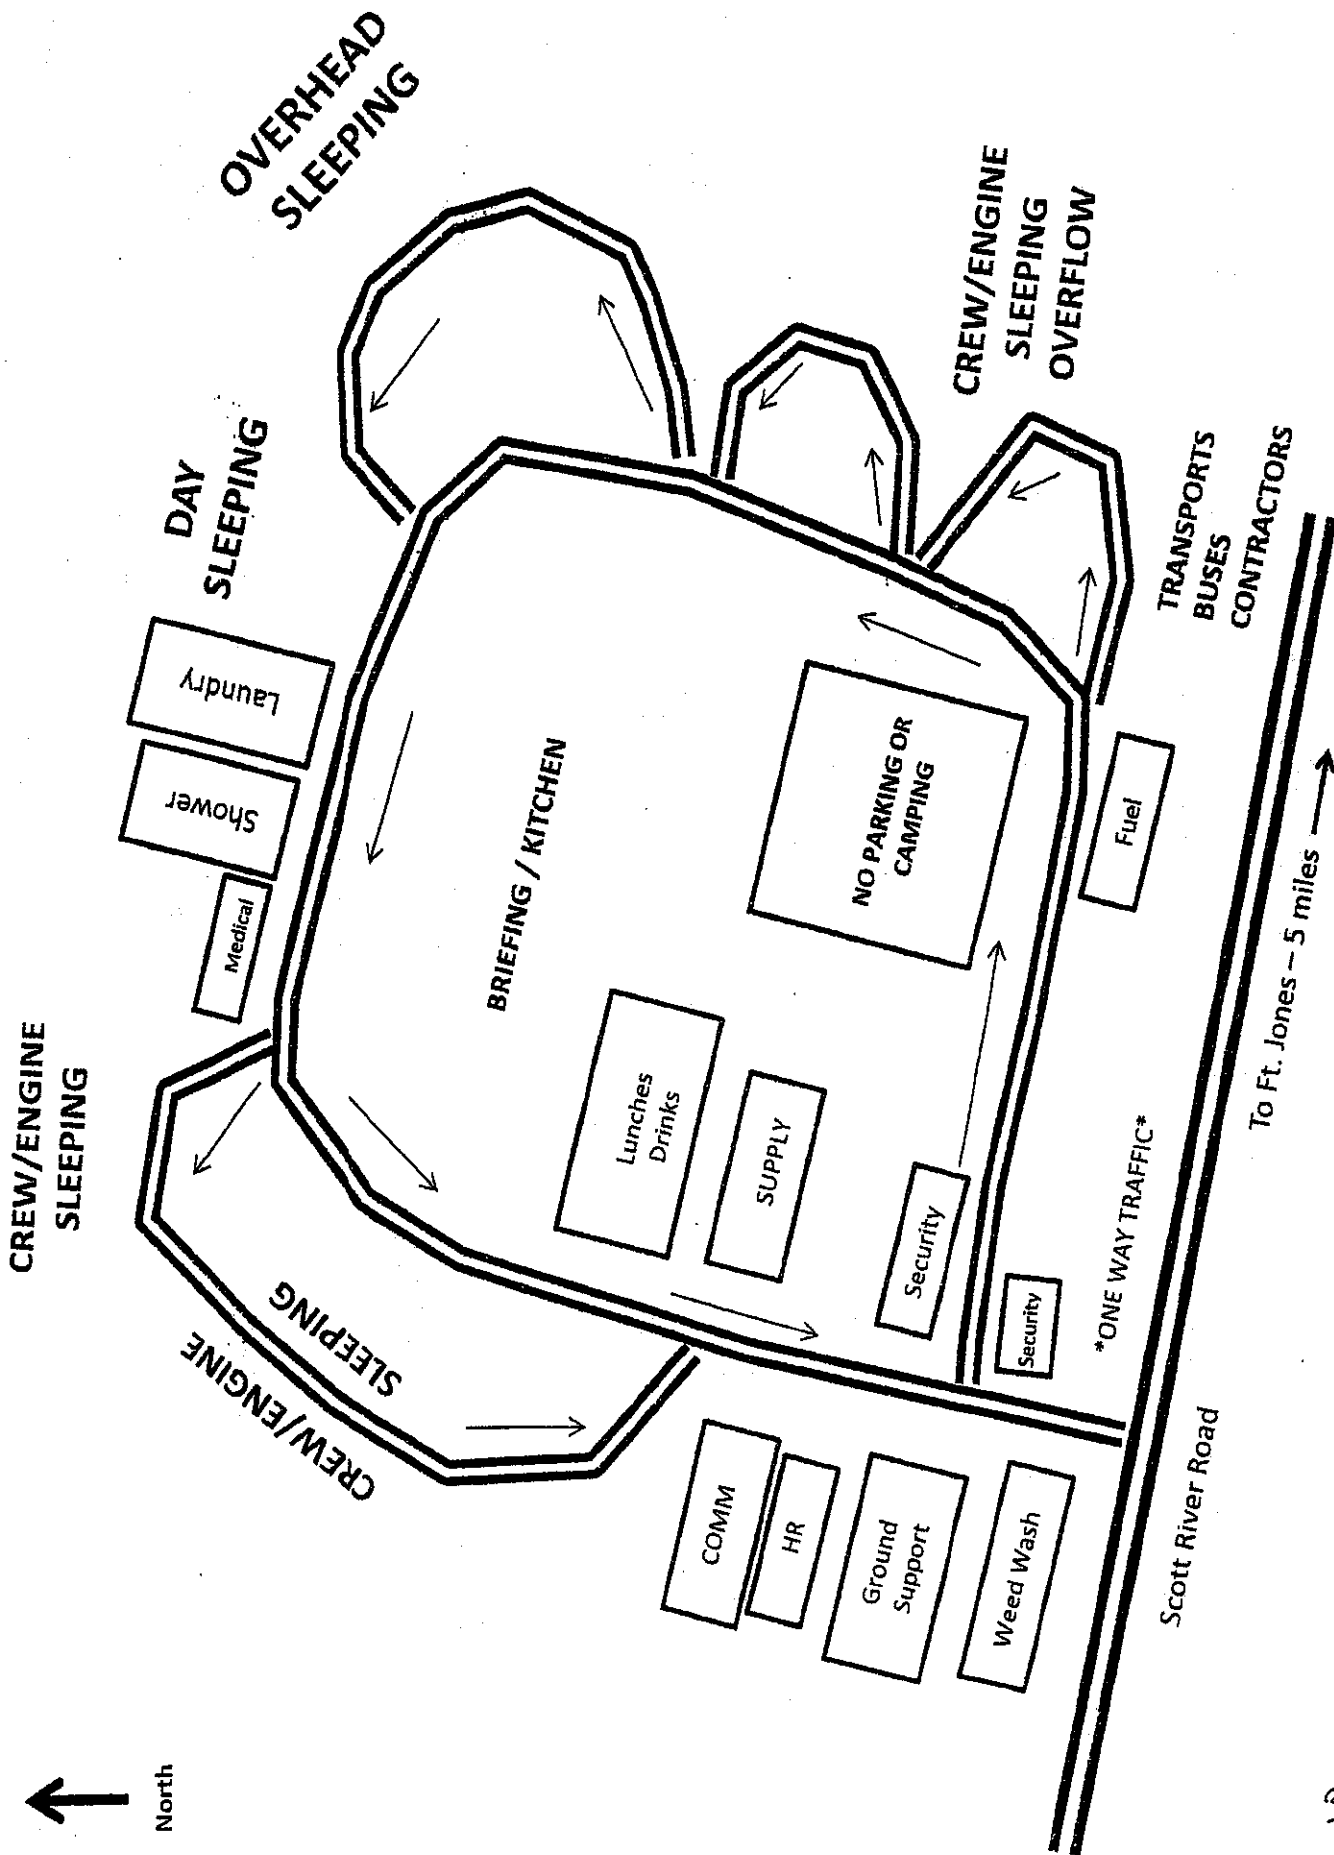 North
CREW/ENGINE
SLEEPING
CREW/ENGINE
SLEEPING
Medical
Shower
Laundry
DAY
SLEEPING
OVERHEAD
SLEEPING
BRIEFING / KITCHEN
Lunches
Drinks
SUPPLY
NO PARKING OR
CAMPING
CREW/ENGINE
SLEEPING
OVERFLOW
COMM
HR
Ground
Support
Weed Wash
Security
Security
Fuel
TRANSPORTS
BUSES
CONTRACTORS
*ONE WAY TRAFFIC*
Scott River Road
To Ft. Jones – 5 miles